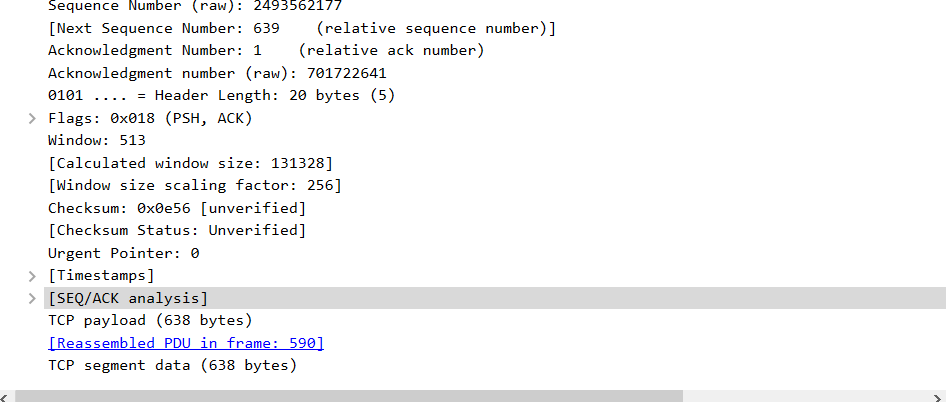 Sequence Number (raw): 2493562177
[Next Sequence Number: 639    (relative sequence number)]
Acknowledgment Number: 1    (relative ack number)
Acknowledgment number (raw): 701722641
0101 .... = Header Length: 20 bytes (5)
Flags: 0x018 (PSH, ACK)
Window: 513
[Calculated window size: 131328]
[Window size scaling factor: 256]
Checksum: 0x0e56 [unverified]
[Checksum Status: Unverified]
Urgent Pointer: 0
[Timestamps]
[SEQ/ACK analysis]
TCP payload (638 bytes)
[Reassembled PDU in frame: 590]
TCP segment data (638 bytes)